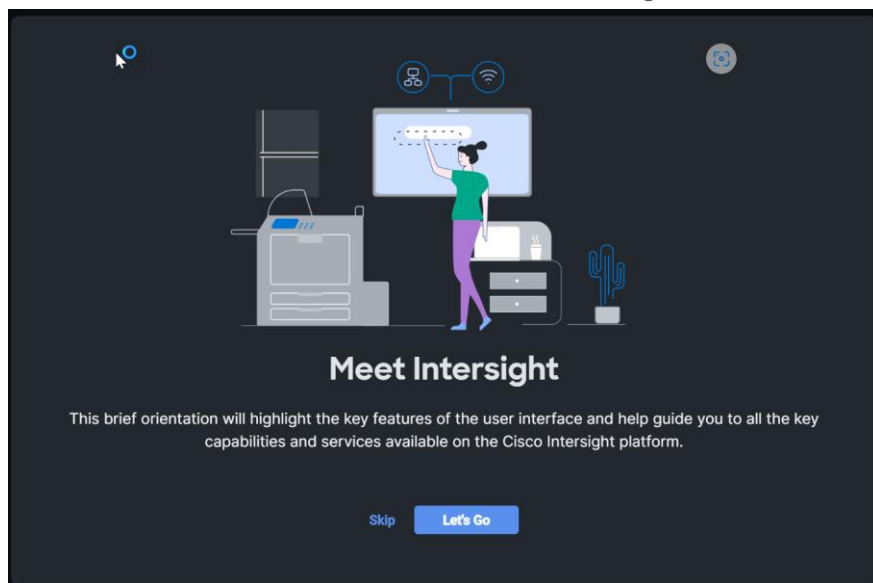 Meet Intersight
This brief orientation will highlight the key features of the user interface and help guide you to all the key
capabilities and services available on the Cisco Intersight platform.
Skip
Let's Go